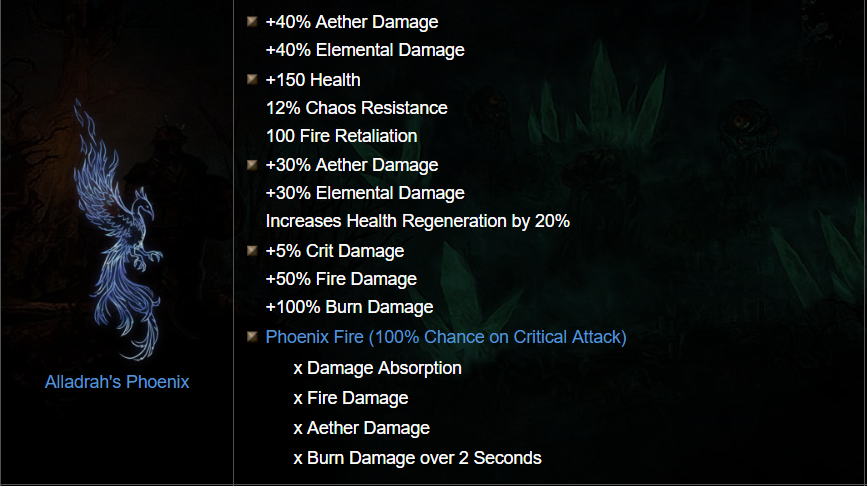 +40% Aether Damage
+40% Elemental Damage
+150 Health
12% Chaos Resistance
100 Fire Retaliation
+30% Aether Damage
+30% Elemental Damage
Increases Health Regeneration by 20%
+5% Crit Damage
+50% Fire Damage
+100% Burn Damage
Phoenix Fire (100% Chance on Critical Attack)
x Damage Absorption
x Fire Damage
x Aether Damage
x Burn Damage over 2 Seconds
Alladrah's Phoenix